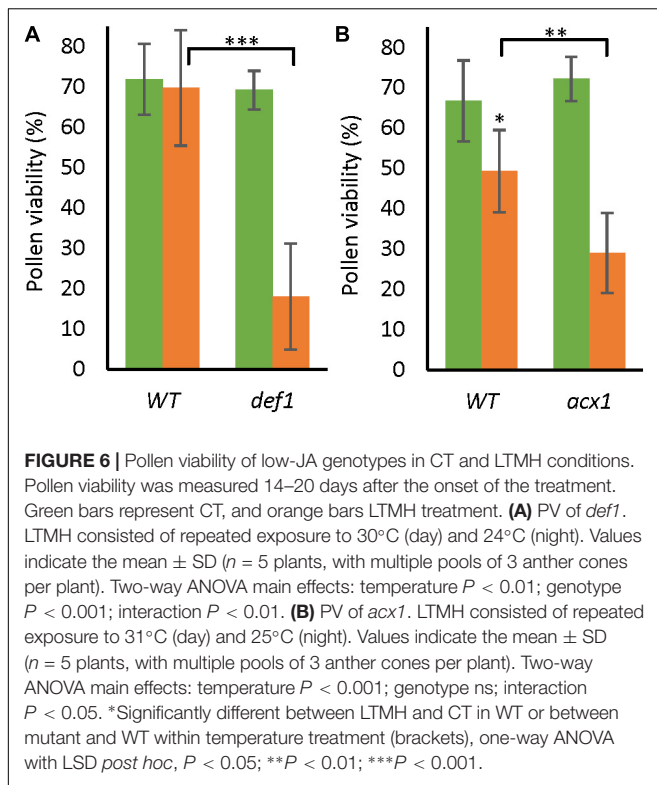 A
B
***
**
*
Pollen viability (%)
80
70
60
50
40
30
20
10
0
WT
def1
Pollen viability (%)
80
70
60
50
40
30
20
10
0
WT
acx1
FIGURE 6 | Pollen viability of low-JA genotypes in CT and LTMH conditions.
Pollen viability was measured 14–20 days after the onset of the treatment.
Green bars represent CT, and orange bars LTMH treatment. (A) PV of def1.
LTMH consisted of repeated exposure to 30°C (day) and 24°C (night). Values
indicate the mean ± SD (n = 5 plants, with multiple pools of 3 anther cones
per plant). Two-way ANOVA main effects: temperature P < 0.01; genotype
P < 0.001; interaction P < 0.01. (B) PV of acx1. LTMH consisted of repeated
exposure to 31°C (day) and 25°C (night). Values indicate the mean ± SD
(n = 5 plants, with multiple pools of 3 anther cones per plant). Two-way
ANOVA main effects: temperature P < 0.001; genotype ns; interaction
P < 0.05. *Significantly different between LTMH and CT in WT or between
mutant and WT within temperature treatment (brackets), one-way ANOVA
with LSD post hoc, P < 0.05; **P < 0.01; ***P < 0.001.